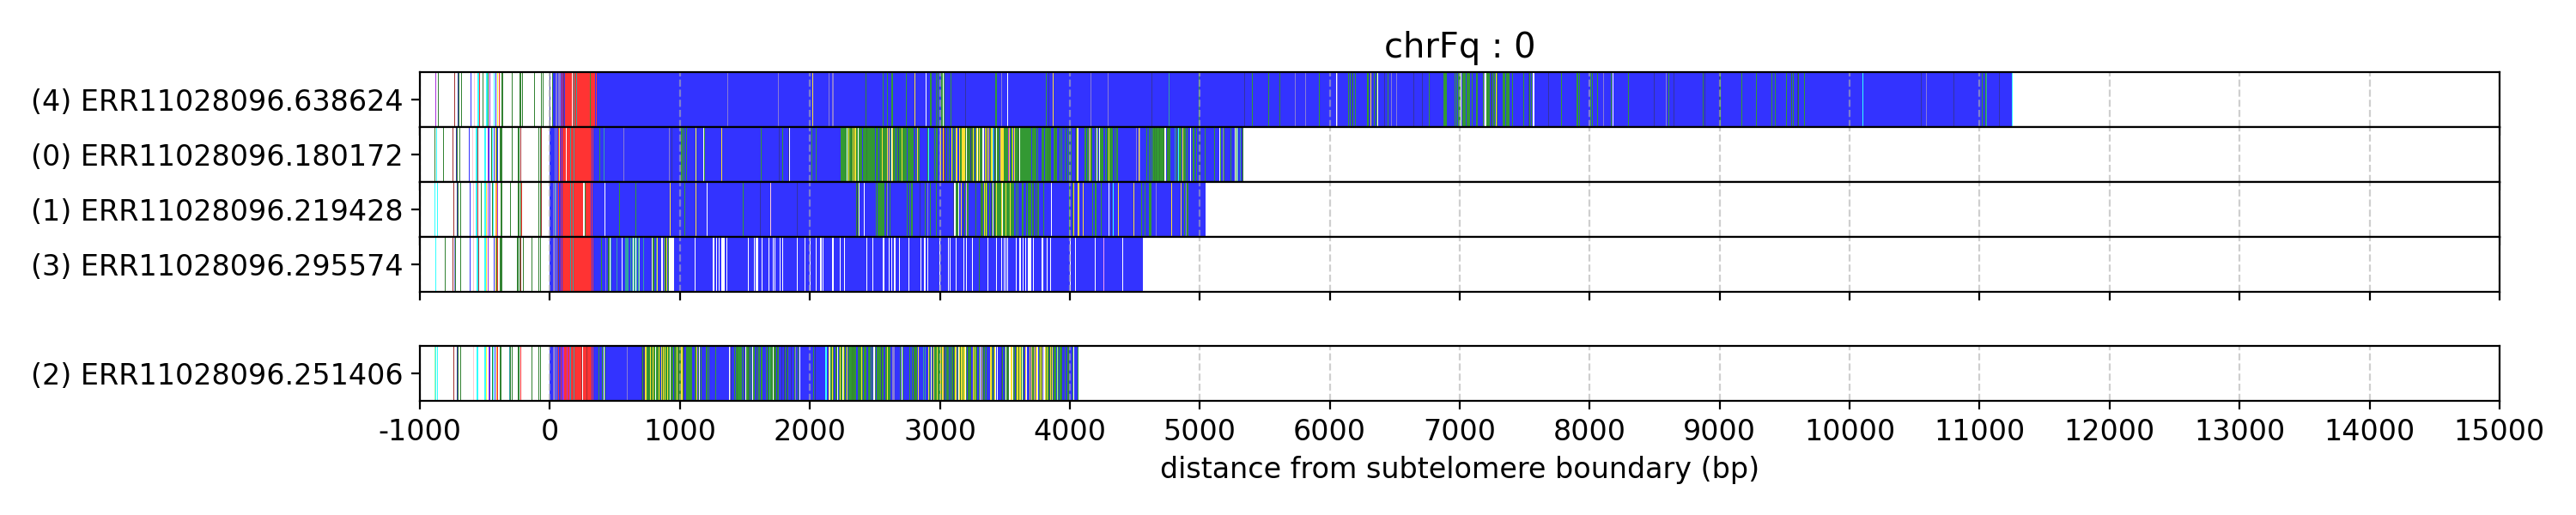 chrFq : 0
(4) ERR11028096.638624
(0) ERR11028096.180172
(1) ERR11028096.219428
(3) ERR11028096.295574
(2) ERR11028096.251406
-1000 0 1000 2000 3000 4000 5000 6000 7000 8000 9000 10000 11000 12000 13000 14000 15000
distance from subtelomere boundary (bp)